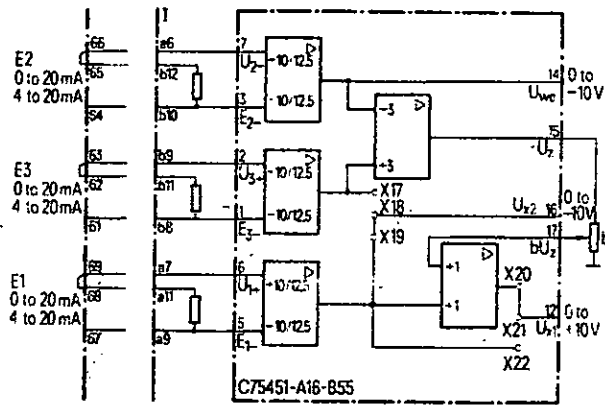 I
66
a6
7
E2
U2-
-10/12.5
14
0 to
0 to 20mA
65
b12
-10V
4 to 20mA
Uwe
3
-10/12.5
64
b10
E2-
-3
15
Uz
63
b9
2
E3
U3+
-10/12.5
+3
0 to 20mA
62
b11
X17
0 to
4 to 20mA
X18
Ux2
16
-10V
1
-10/12.5
61
b8
E3-
X19
17
b
bUz
69
a7
6
E1
U1+
+10/12.5
+1
X20
0 to 20mA
68
a11
4 to 20mA
12
0 to
5
+10/12.5
+1
X21
Ux1
+10V
67
a9
E1-
X22
C75451-A16-B55